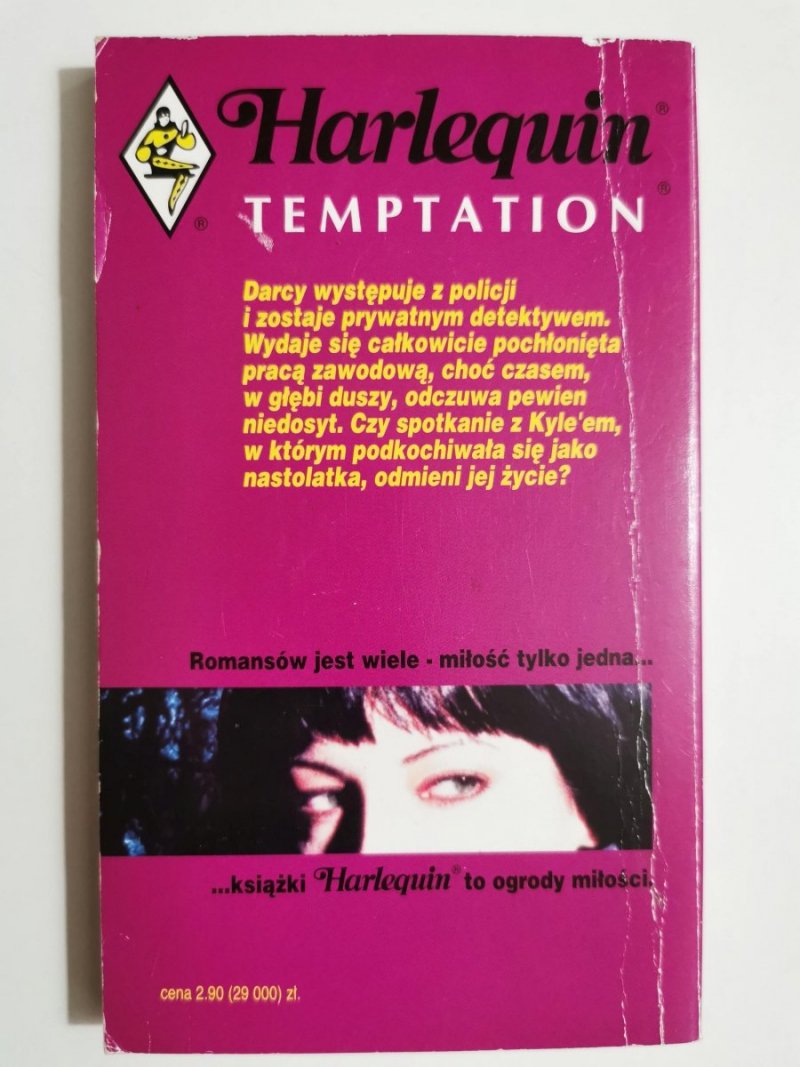 Harlequin®
TEMPTATION®
®
Darcy występuje z policji
i zostaje prywatnym detektywem.
Wydaje się całkowicie pochłonięta
pracą zawodową, choć czasem,
w głębi duszy, odczuwa pewien
niedosyt. Czy spotkanie z Kyle'em,
w którym podkochiwała się jako
nastolatka, odmieni jej życie?
Romansów jest wiele - miłość tylko jedna...
...książki Harlequin® to ogrody miłości.
cena 2.90 (29 000) zł.